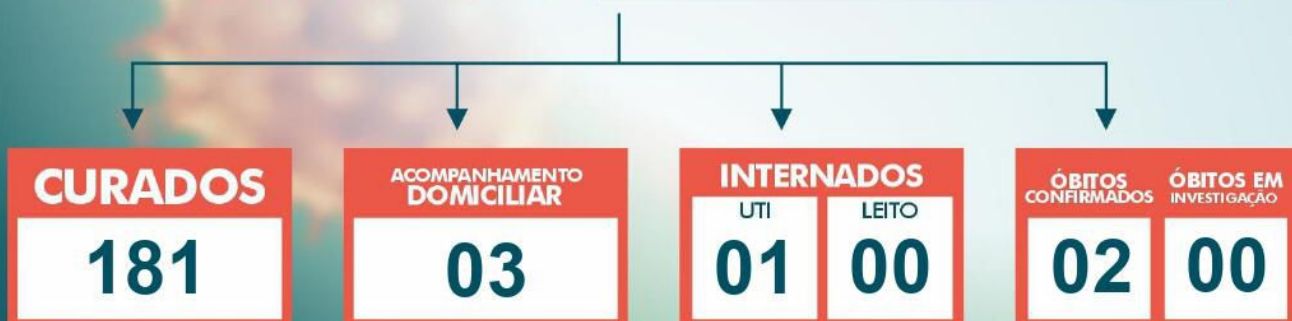 CURADOS
181
ACOMPANHAMENTO
DOMICILIAR
03
INTERNADOS
UTI
01
LEITO
00
ÓBITOS
CONFIRMADOS
02
ÓBITOS EM
INVESTIGAÇÃO
00